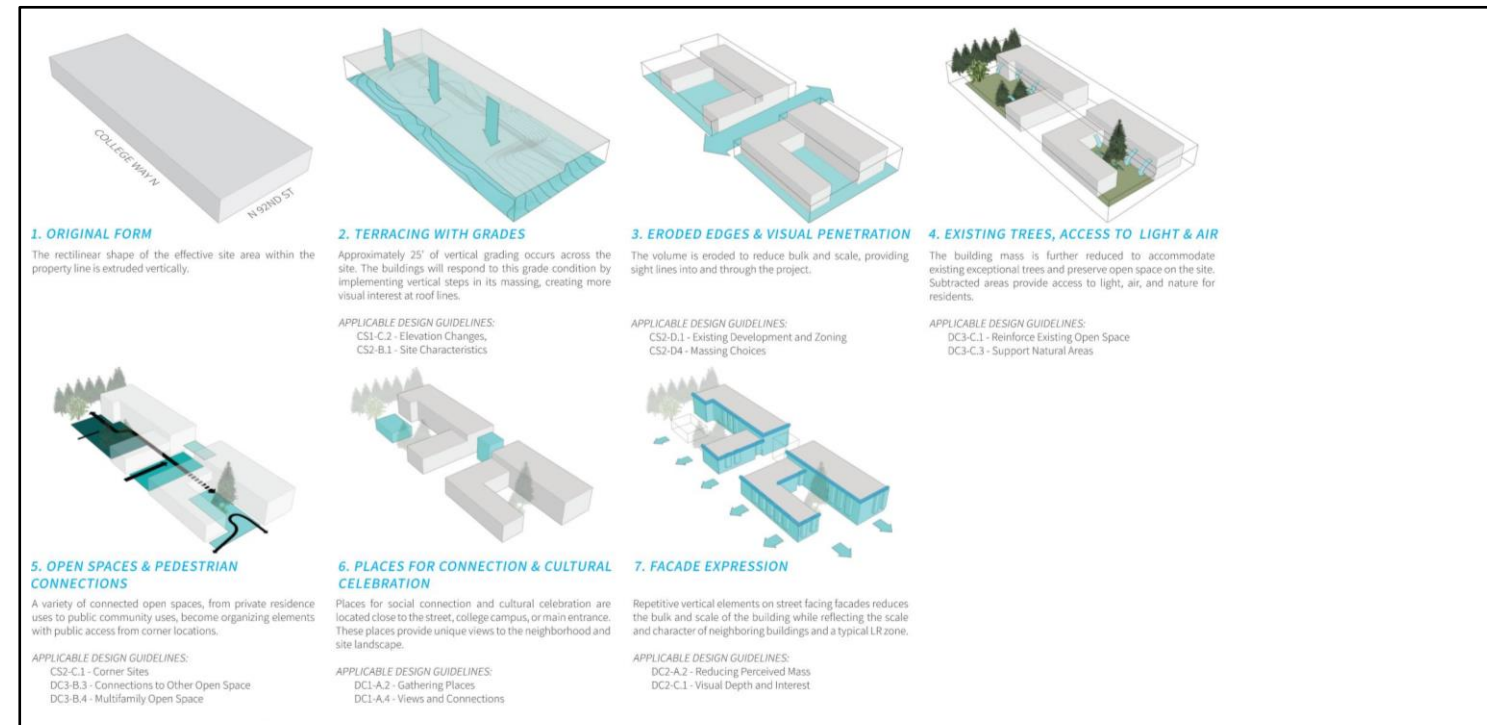 COLLEGE WAY N
N 92ND ST
1. ORIGINAL FORM
The rectilinear shape of the effective site area within the
property line is extruded vertically.
2. TERRACING WITH GRADES
Approximately 25' of vertical grading occurs across the
site. The buildings will respond to this grade condition by
implementing vertical steps in its massing, creating more
visual interest at roof lines.
APPLICABLE DESIGN GUIDELINES:
CS1-C.2 - Elevation Changes,
CS2-B.1 - Site Characteristics
3. ERODED EDGES & VISUAL PENETRATION
The volume is eroded to reduce bulk and scale, providing
sight lines into and through the project.
APPLICABLE DESIGN GUIDELINES:
CS2-D.1 - Existing Development and Zoning
CS2-D4 - Massing Choices
4. EXISTING TREES, ACCESS TO LIGHT & AIR
The building mass is further reduced to accommodate
existing exceptional trees and preserve open space on the site.
Subtracted areas provide access to light, air, and nature for
residents.
APPLICABLE DESIGN GUIDELINES:
DC3-C.1 - Reinforce Existing Open Space
DC3-C.3 - Support Natural Areas
5. OPEN SPACES & PEDESTRIAN
CONNECTIONS
A variety of connected open spaces, from private residence
uses to public community uses, become organizing elements
with public access from corner locations.
APPLICABLE DESIGN GUIDELINES:
CS2-C.1 - Corner Sites
DC3-B.3 - Connections to Other Open Space
DC3-B.4 - Multifamily Open Space
6. PLACES FOR CONNECTION & CULTURAL
CELEBRATION
Places for social connection and cultural celebration are
located close to the street, college campus, or main entrance.
These places provide unique views to the neighborhood and
site landscape.
APPLICABLE DESIGN GUIDELINES:
DC1-A.2 - Gathering Places
DC1-A.4 - Views and Connections
7. FACADE EXPRESSION
Repetitive vertical elements on street facing facades reduces
the bulk and scale of the building while reflecting the scale
and character of neighboring buildings and a typical LR zone.
APPLICABLE DESIGN GUIDELINES:
DC2-A.2 - Reducing Perceived Mass
DC2-C.1 - Visual Depth and Interest